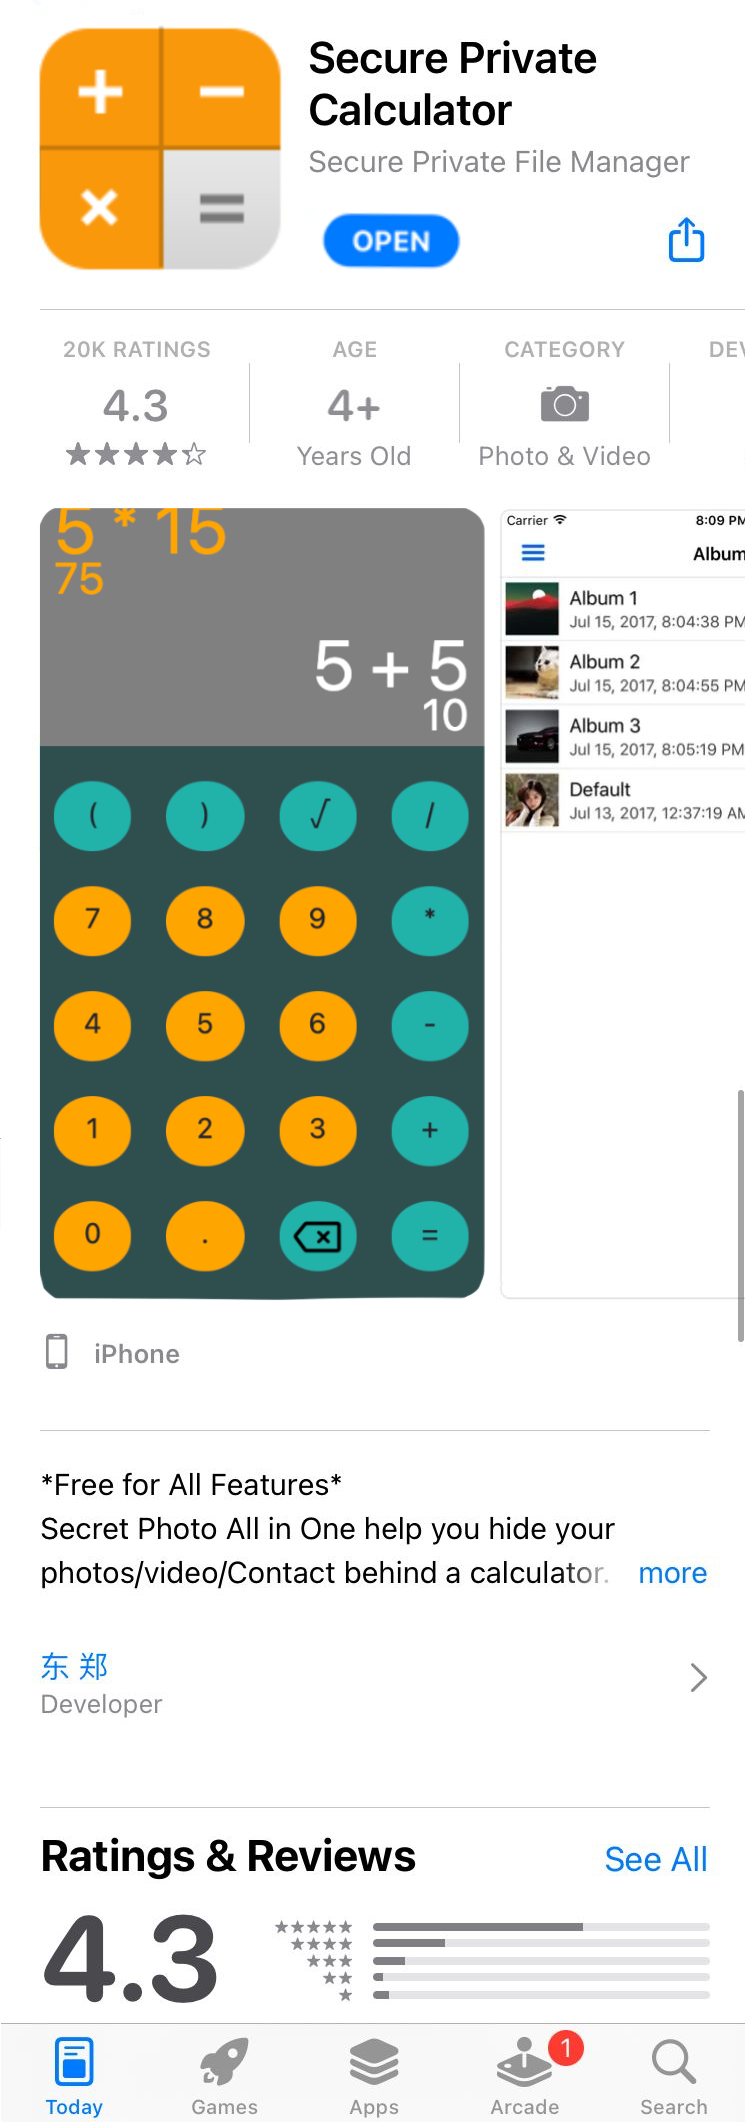 Secure Private
Calculator
Secure Private File Manager
OPEN
20K RATINGS
4.3
AGE
4+
Years Old
CATEGORY
Photo & Video
5 * 15
75
5 + 5
10
( ) √ /
7 8 9 *
4 5 6 -
1 2 3 +
0 . =
Carrier 8:09 PM
Album 1
Jul 15, 2017, 8:04:38 PM
Album 2
Jul 15, 2017, 8:04:55 PM
Album 3
Jul 15, 2017, 8:05:19 PM
Default
Jul 13, 2017, 12:37:19 AM
iPhone
*Free for All Features*
Secret Photo All in One help you hide your
photos/video/Contact behind a calculator. more
东 郑
Developer
Ratings & Reviews See All
4.3
1
Today Games Apps Arcade Search